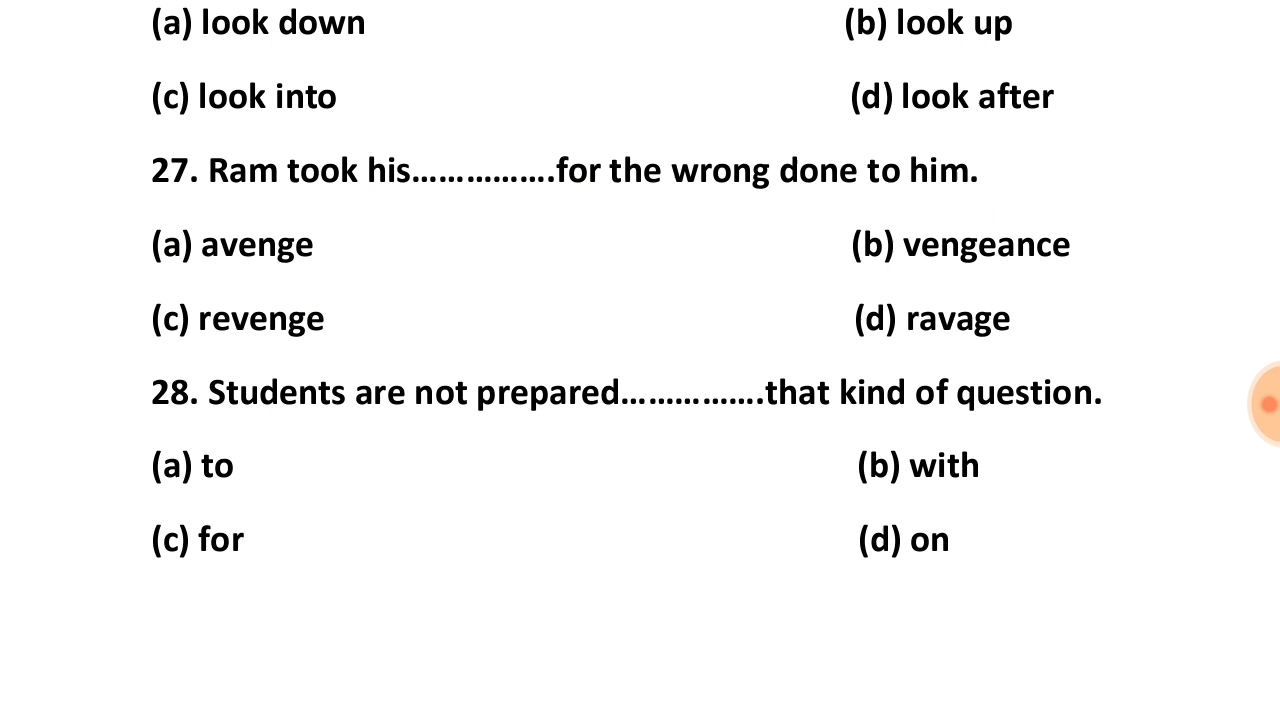 (a) look down (b) look up
(c) look into (d) look after
27. Ram took his…………….for the wrong done to him.
(a) avenge (b) vengeance
(c) revenge (d) ravage
28. Students are not prepared…………….that kind of question.
(a) to (b) with
(c) for (d) on